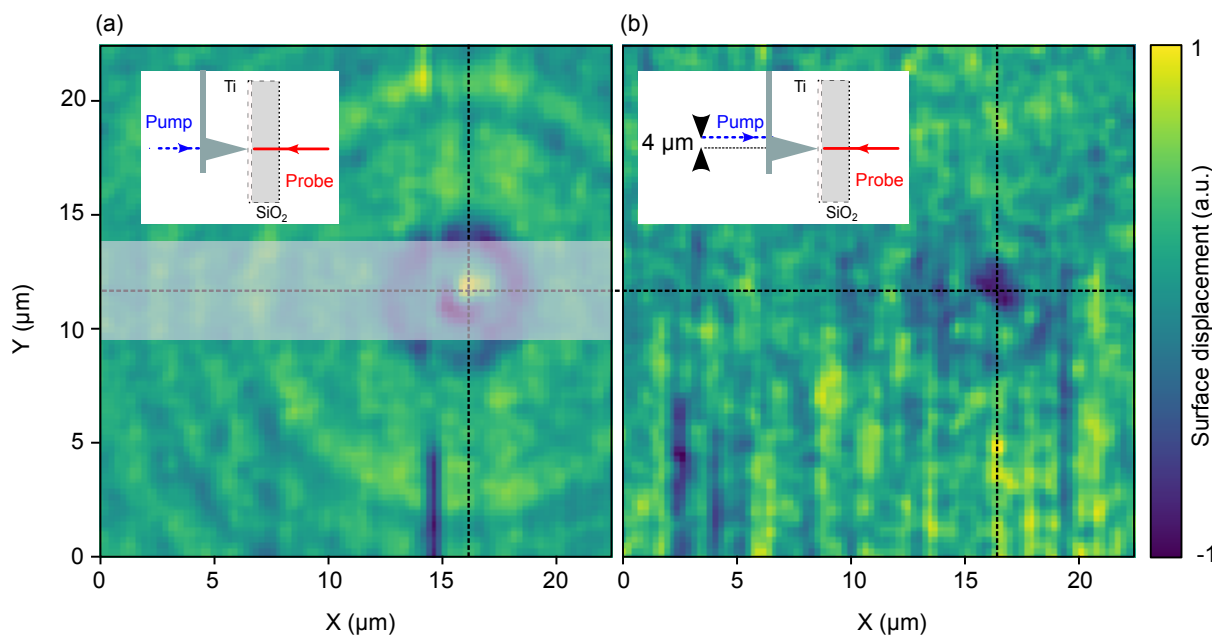 (a)
(b)
Ti
Pump
Probe
SiO₂
Ti
Pump
4 µm
Probe
SiO₂
20
15
10
5
0
Y (µm)
0 5 10 15 20
X (µm)
0 5 10 15 20
X (µm)
1
-1
Surface displacement (a.u.)